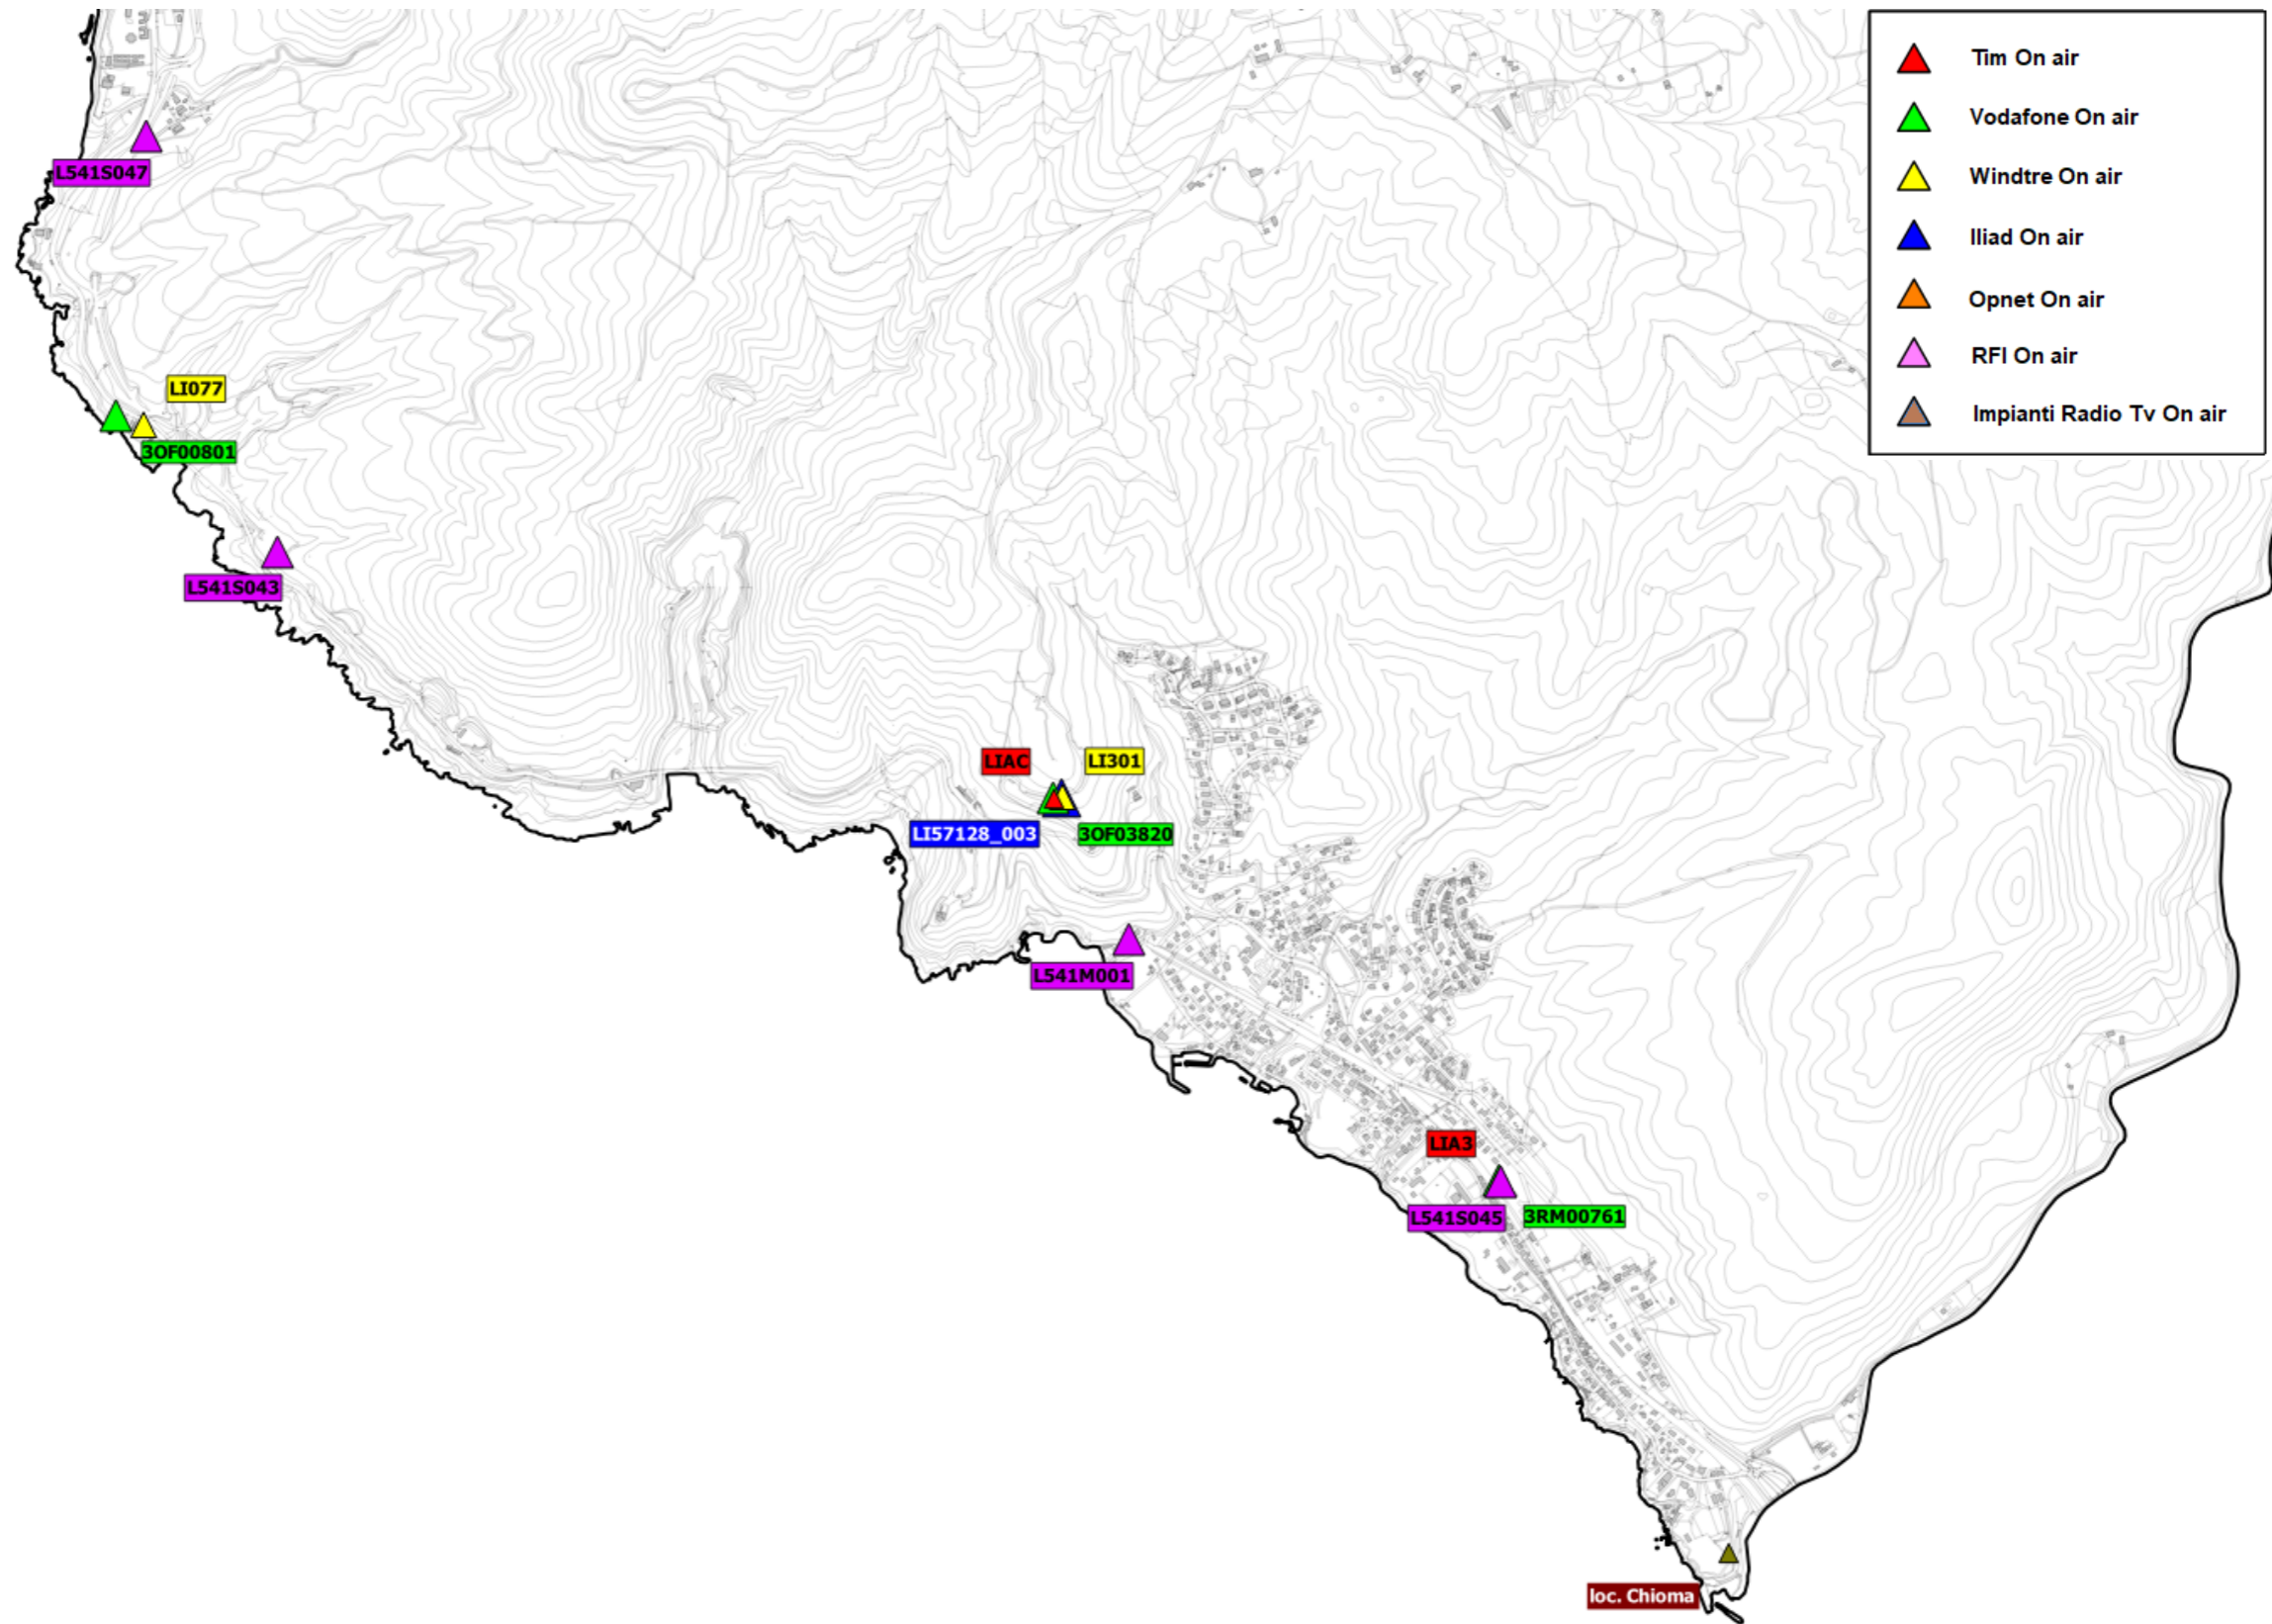 Tim On air
Vodafone On air
Windtre On air
Iliad On air
Opnet On air
RFI On air
Impianti Radio Tv On air
L541S047
LI077
3OF00801
L541S043
LIAC
LI301
LI57128_003
3OF03820
L541M001
LIA3
L541S045
3RM00761
loc. Chioma